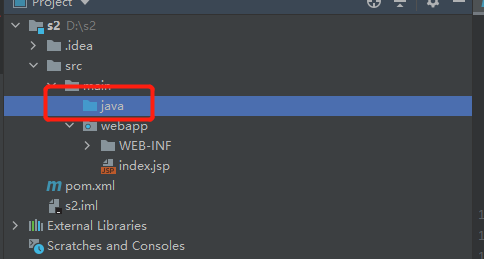 Project
s2 D:\s2
.idea
src
main
java
webapp
WEB-INF
index.jsp
JSP
pom.xml
s2.iml
External Libraries
Scratches and Consoles